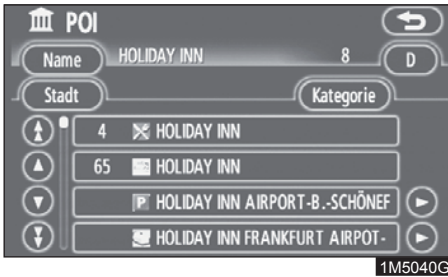 POI
Name HOLIDAY INN 8 D
Stadt Kategorie
4 HOLIDAY INN
65 HOLIDAY INN
P HOLIDAY INN AIRPORT-B.-SCHÖNEF
HOLIDAY INN FRANKFURT AIRPOT-
1M5040G